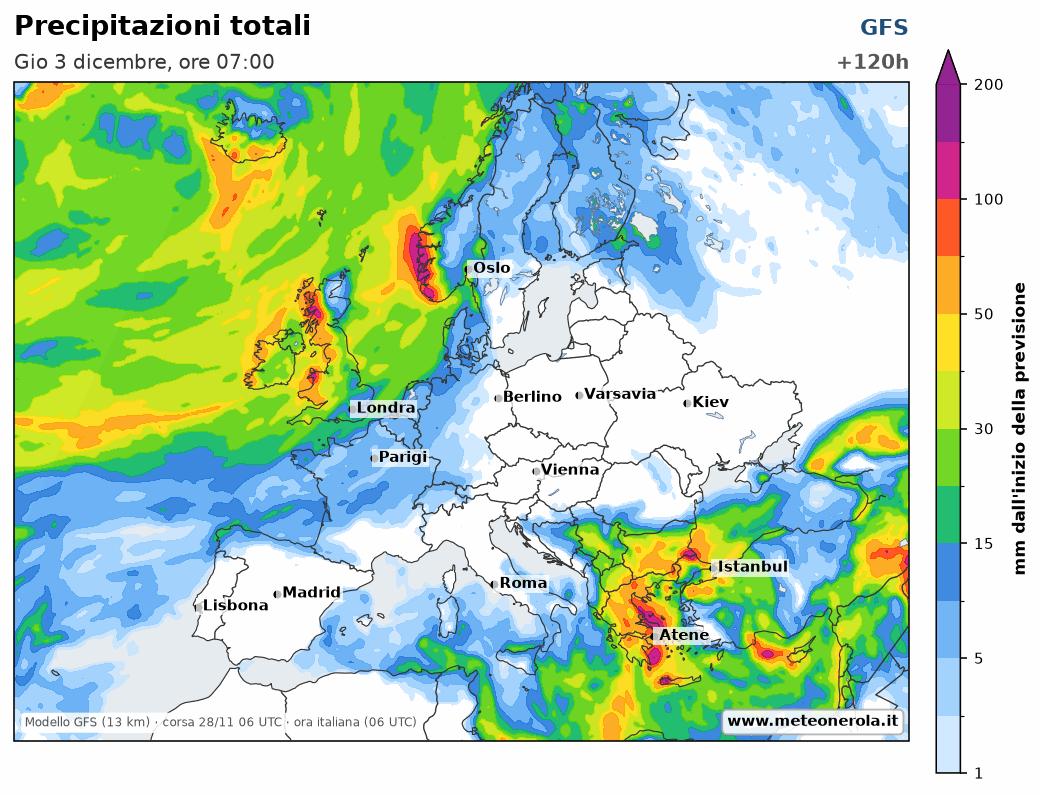 Precipitazioni totali
GFS
Gio 3 dicembre, ore 07:00
+120h
200
100
50
30
15
5
1
mm dall'inizio della previsione
Oslo
Berlino
Varsavia
Kiev
Londra
Parigi
Vienna
Istanbul
Roma
Madrid
Lisbona
Atene
Modello GFS (13 km) · corsa 28/11 06 UTC · ora italiana (06 UTC)
www.meteonerola.it